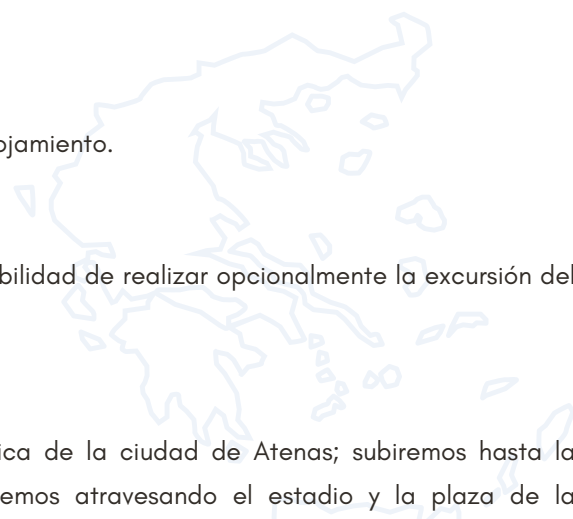 ojamiento.
bilidad de realizar opcionalmente la excursión del
ica de la ciudad de Atenas; subiremos hasta la
emos atravesando el estadio y la plaza de la